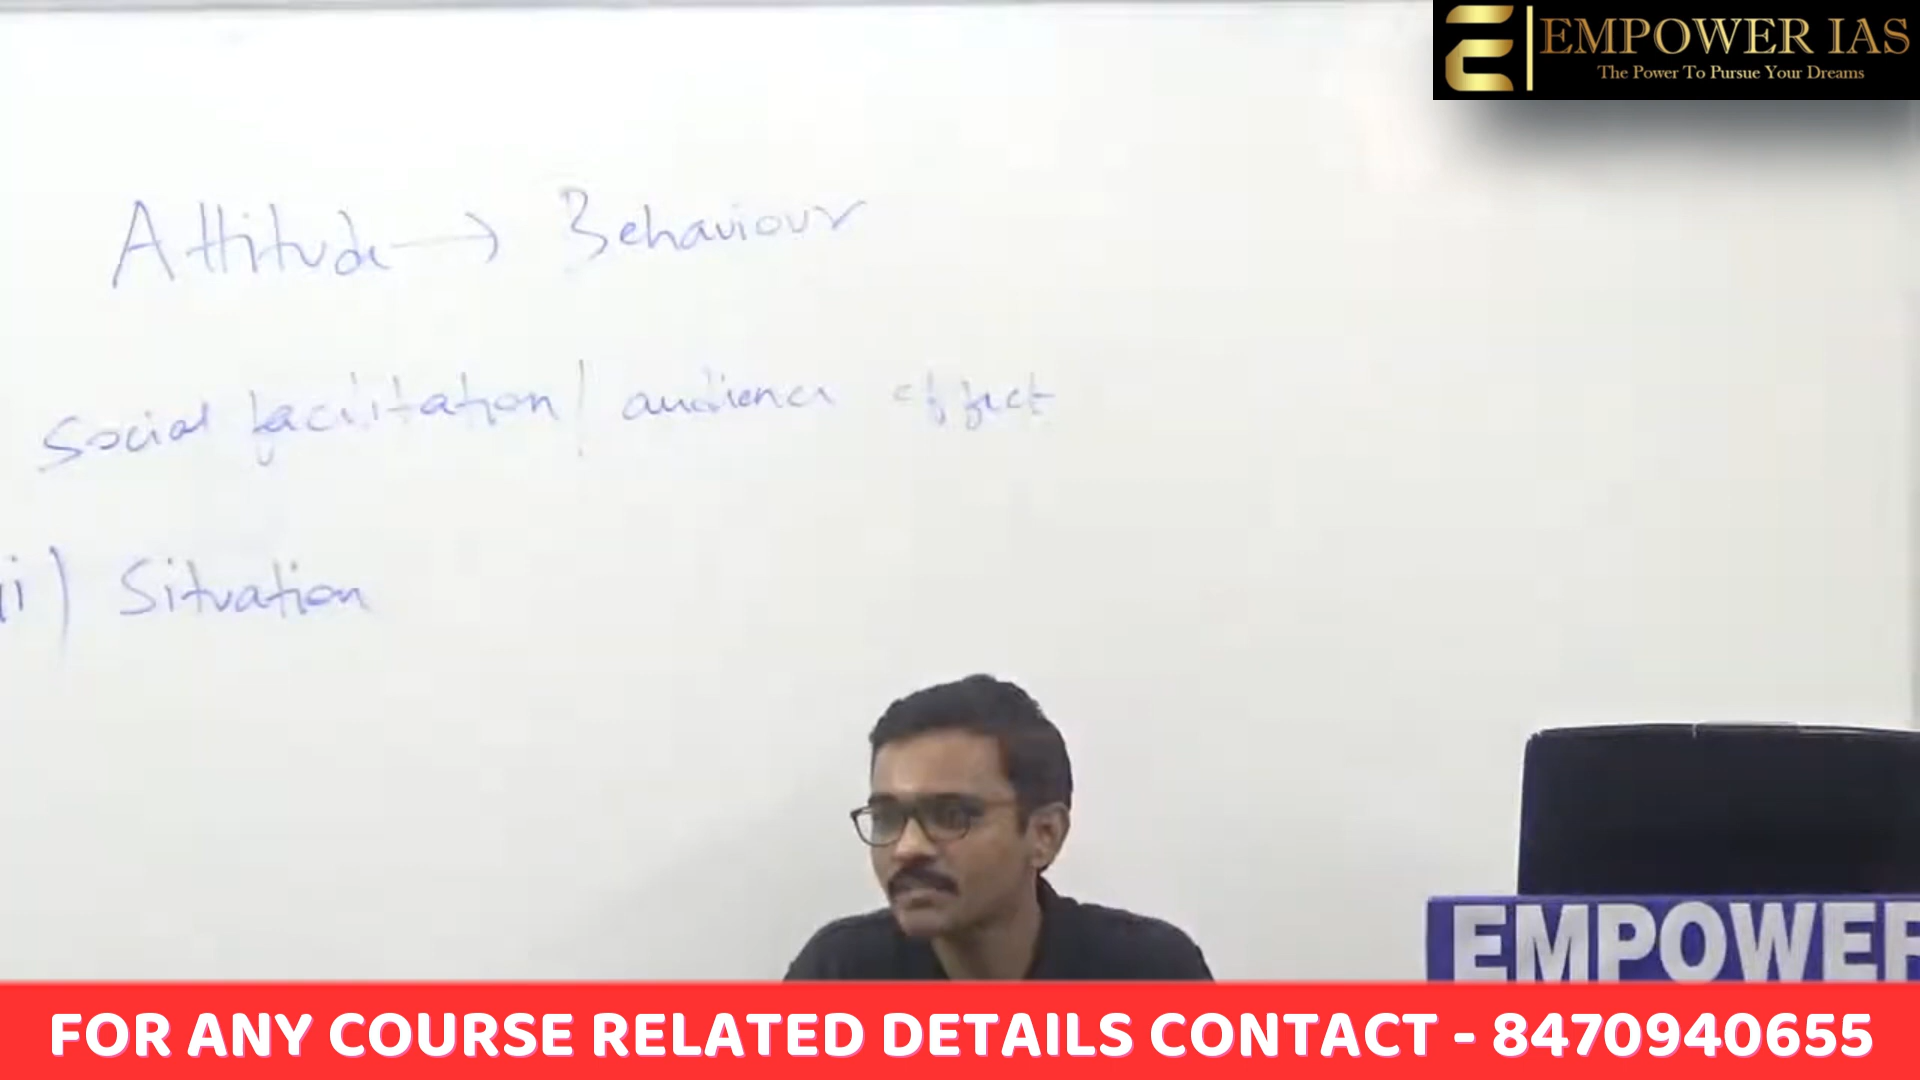 EMPOWER IAS
The Power To Pursue Your Dreams
Attitude → Behaviour
Social facilitation / audience effect
ii) Situation
EMPOWER
FOR ANY COURSE RELATED DETAILS CONTACT - 8470940655